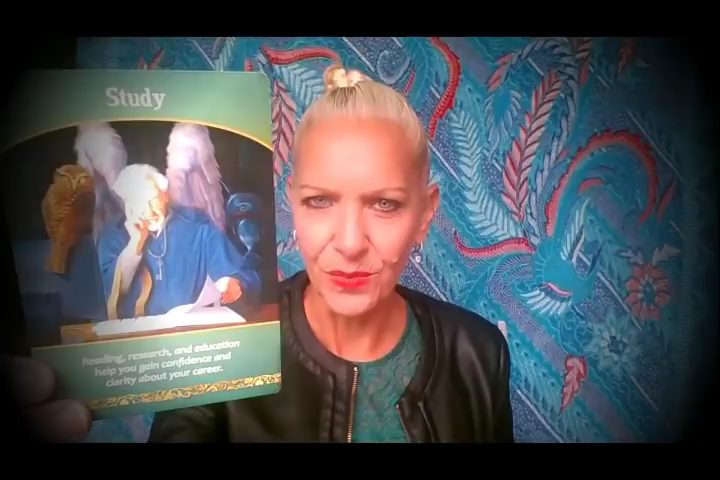 Study
Reading, research, and education
help you gain confidence and
clarity about your career.